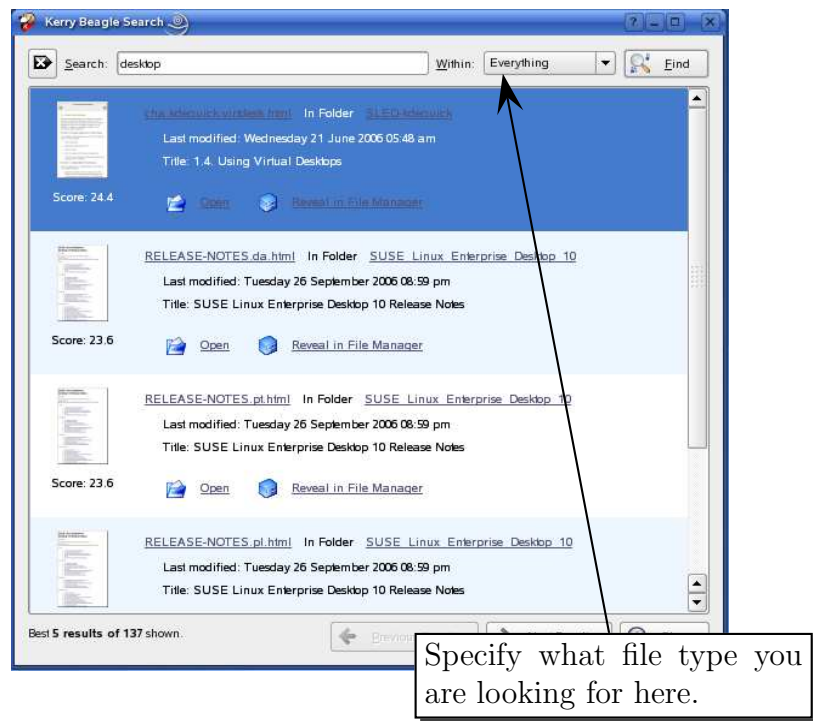 Kerry Beagle Search
Search: desktop Within: Everything Find
cha-kdequick-virtdesk.html In Folder SLED-kdequick
Last modified: Wednesday 21 June 2006 05:48 am
Title: 1.4. Using Virtual Desktops
Score: 24.4
Open Reveal in File Manager
RELEASE-NOTES.da.html In Folder SUSE Linux Enterprise Desktop 10
Last modified: Tuesday 26 September 2006 08:59 pm
Title: SUSE Linux Enterprise Desktop 10 Release Notes
Score: 23.6
Open Reveal in File Manager
RELEASE-NOTES.pt.html In Folder SUSE Linux Enterprise Desktop 10
Last modified: Tuesday 26 September 2006 08:59 pm
Title: SUSE Linux Enterprise Desktop 10 Release Notes
Score: 23.6
Open Reveal in File Manager
RELEASE-NOTES.pl.html In Folder SUSE Linux Enterprise Desktop 10
Last modified: Tuesday 26 September 2006 08:59 pm
Title: SUSE Linux Enterprise Desktop 10 Release Notes
Best 5 results of 137 shown.
Specify what file type you
are looking for here.